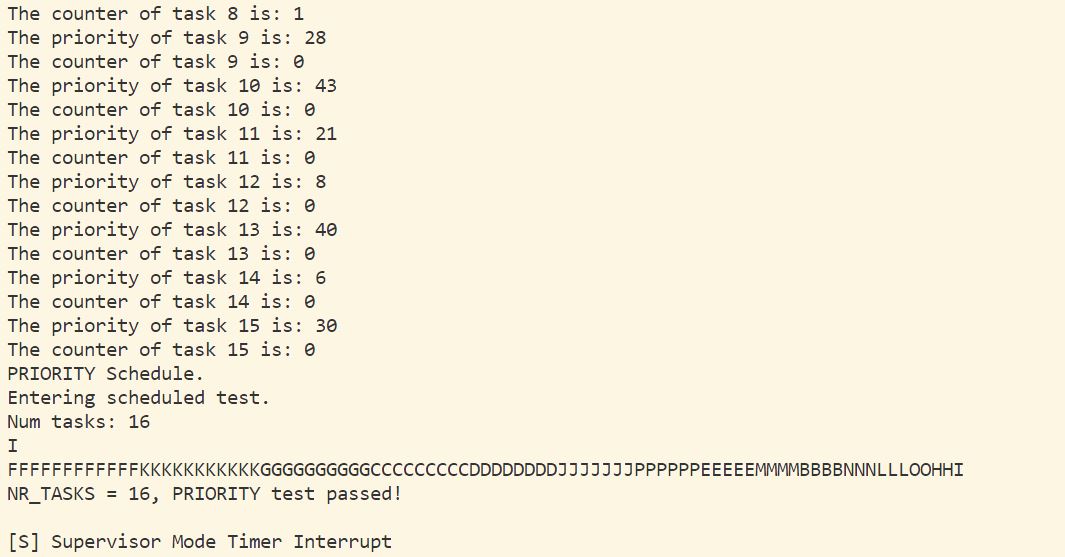 The counter of task 8 is: 1
The priority of task 9 is: 28
The counter of task 9 is: 0
The priority of task 10 is: 43
The counter of task 10 is: 0
The priority of task 11 is: 21
The counter of task 11 is: 0
The priority of task 12 is: 8
The counter of task 12 is: 0
The priority of task 13 is: 40
The counter of task 13 is: 0
The priority of task 14 is: 6
The counter of task 14 is: 0
The priority of task 15 is: 30
The counter of task 15 is: 0
PRIORITY Schedule.
Entering scheduled test.
Num tasks: 16
I
FFFFFFFFFFFFKKKKKKKKKKKGGGGGGGGGGCCCCCCCCCDDDDDDDDJJJJJJJPPPPPPEEEEEMMMMBBBBNNNLLLOOHHI
NR_TASKS = 16, PRIORITY test passed!
[S] Supervisor Mode Timer Interrupt